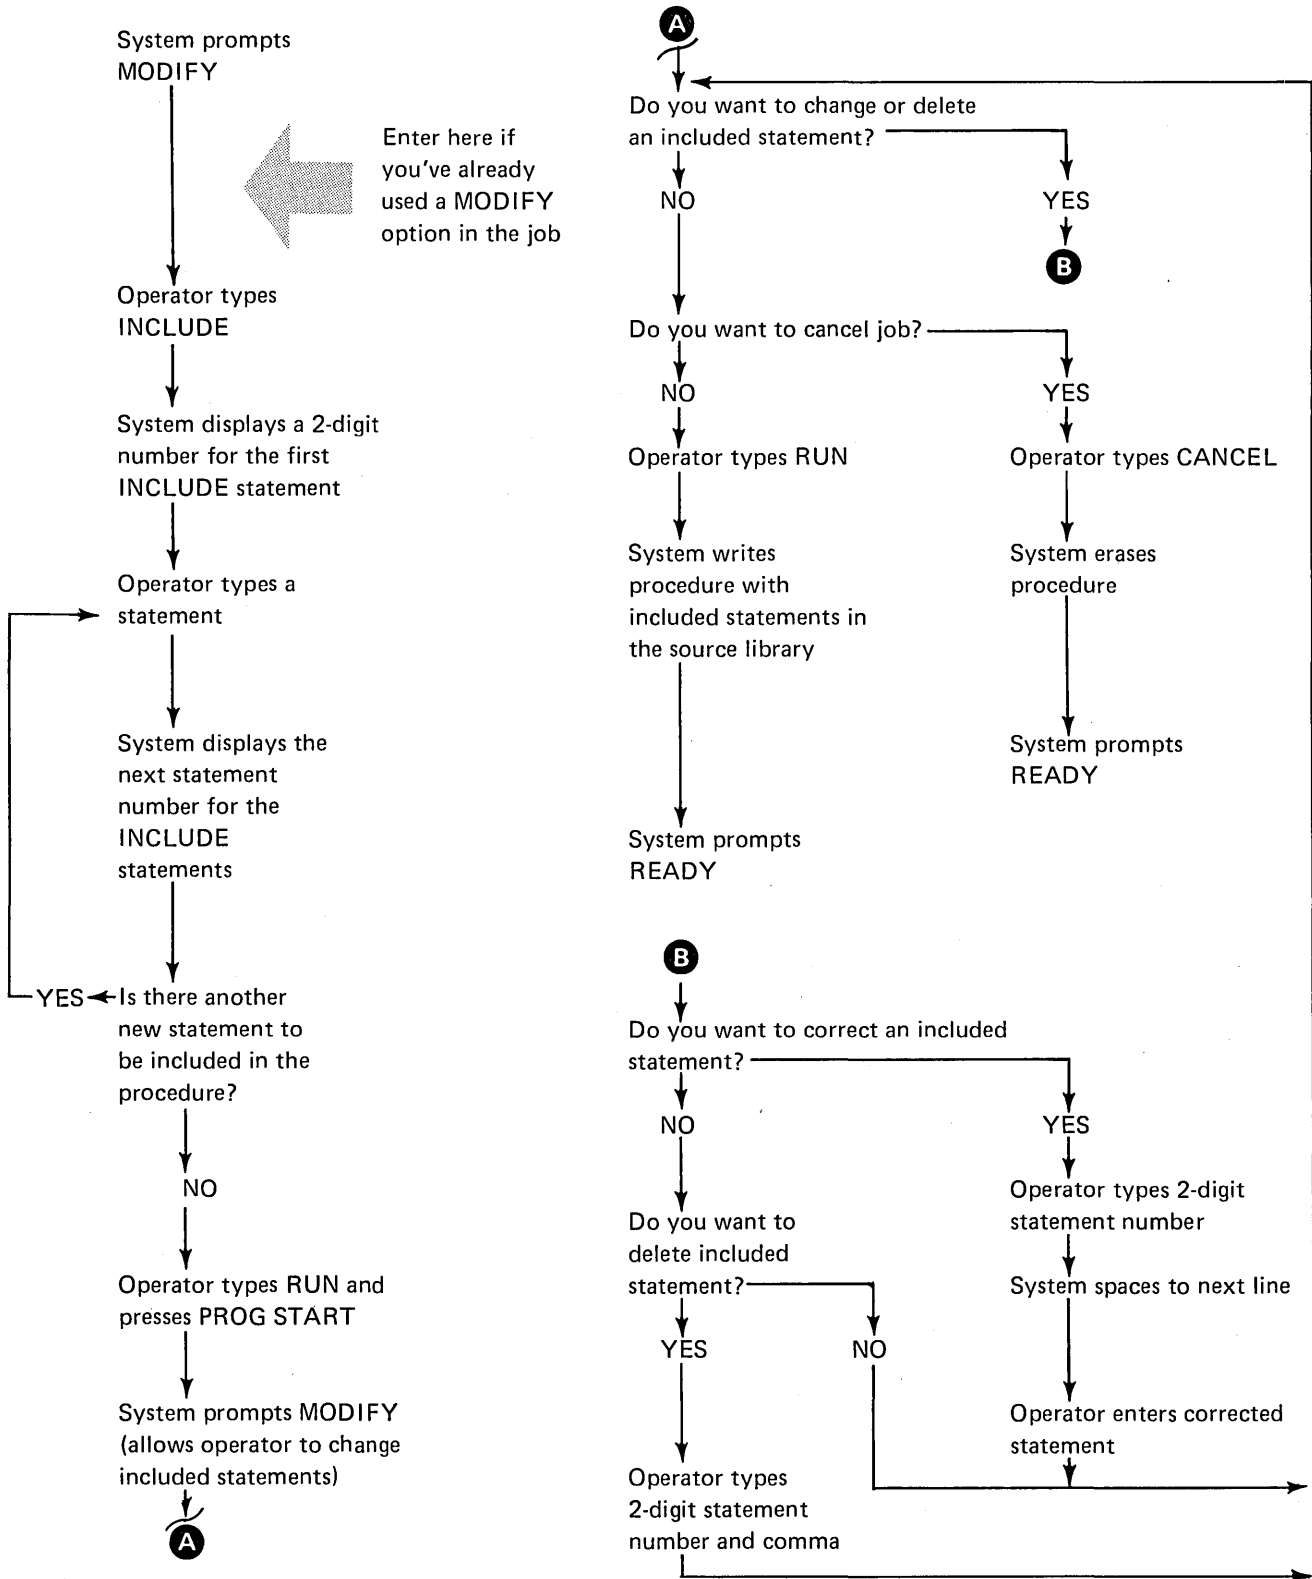 System prompts
MODIFY
Enter here if
you've already
used a MODIFY
option in the job
Operator types
INCLUDE
System displays a 2-digit
number for the first
INCLUDE statement
Operator types a
statement
System displays the
next statement
number for the
INCLUDE
statements
YES
Is there another
new statement to
be included in the
procedure?
NO
Operator types RUN and
presses PROG START
System prompts MODIFY
(allows operator to change
included statements)
A
A
Do you want to change or delete
an included statement?
NO
YES
B
Do you want to cancel job?
NO
YES
Operator types RUN
Operator types CANCEL
System writes
procedure with
included statements in
the source library
System erases
procedure
System prompts
READY
System prompts
READY
B
Do you want to correct an included
statement?
NO
YES
Operator types 2-digit
statement number
Do you want to
delete included
statement?
System spaces to next line
YES
NO
Operator enters corrected
statement
Operator types
2-digit statement
number and comma